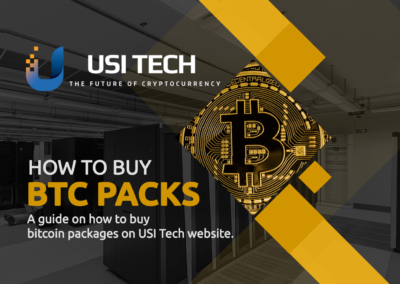 USI TECH
THE FUTURE OF CRYPTOCURRENCY
HOW TO BUY
BTC PACKS
A guide on how to buy
bitcoin packages on USI Tech website.